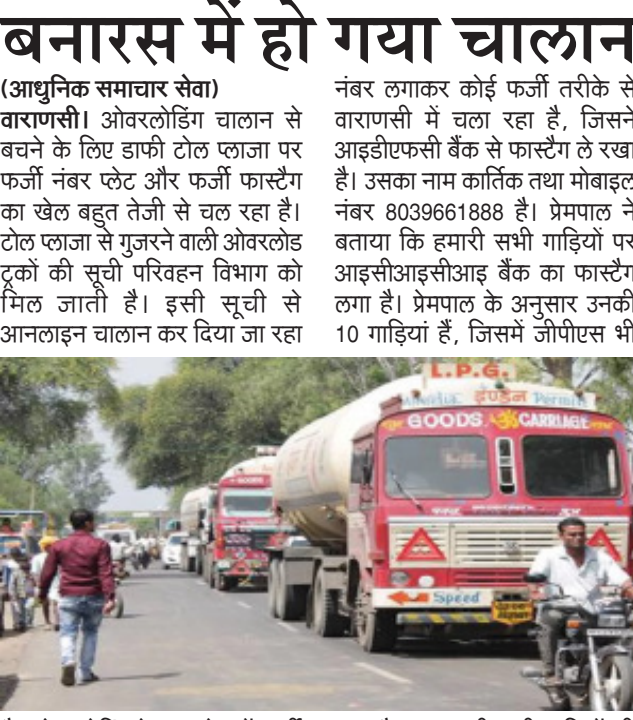 बनारस में हो गया चालान
(आधुनिक समाचार सेवा)
वाराणसी। ओवरलोडिंग चालान से
बचने के लिए डाफी टोल प्लाजा पर
फर्जी नंबर प्लेट और फर्जी फास्टैग
का खेल बहुत तेजी से चल रहा है।
टोल प्लाजा से गुजरने वाली ओवरलोड
ट्रकों की सूची परिवहन विभाग को
मिल जाती है। इसी सूची से
आनलाइन चालान कर दिया जा रहा
नंबर लगाकर कोई फर्जी तरीके से
वाराणसी में चला रहा है, जिसने
आइडीएफसी बैंक से फास्टैग ले रखा
है। उसका नाम कार्तिक तथा मोबाइल
नंबर 8039661888 है। प्रेमपाल ने
बताया कि हमारी सभी गाड़ियों पर
आइसीआइसीआइ बैंक का फास्टैग
लगा है। प्रेमपाल के अनुसार उनकी
10 गाड़ियां हैं, जिसमें जीपीएस भी
L.P.G.
इण्डेन Permit
GOODS ॐ CARRIAGE
Speed
GOODS